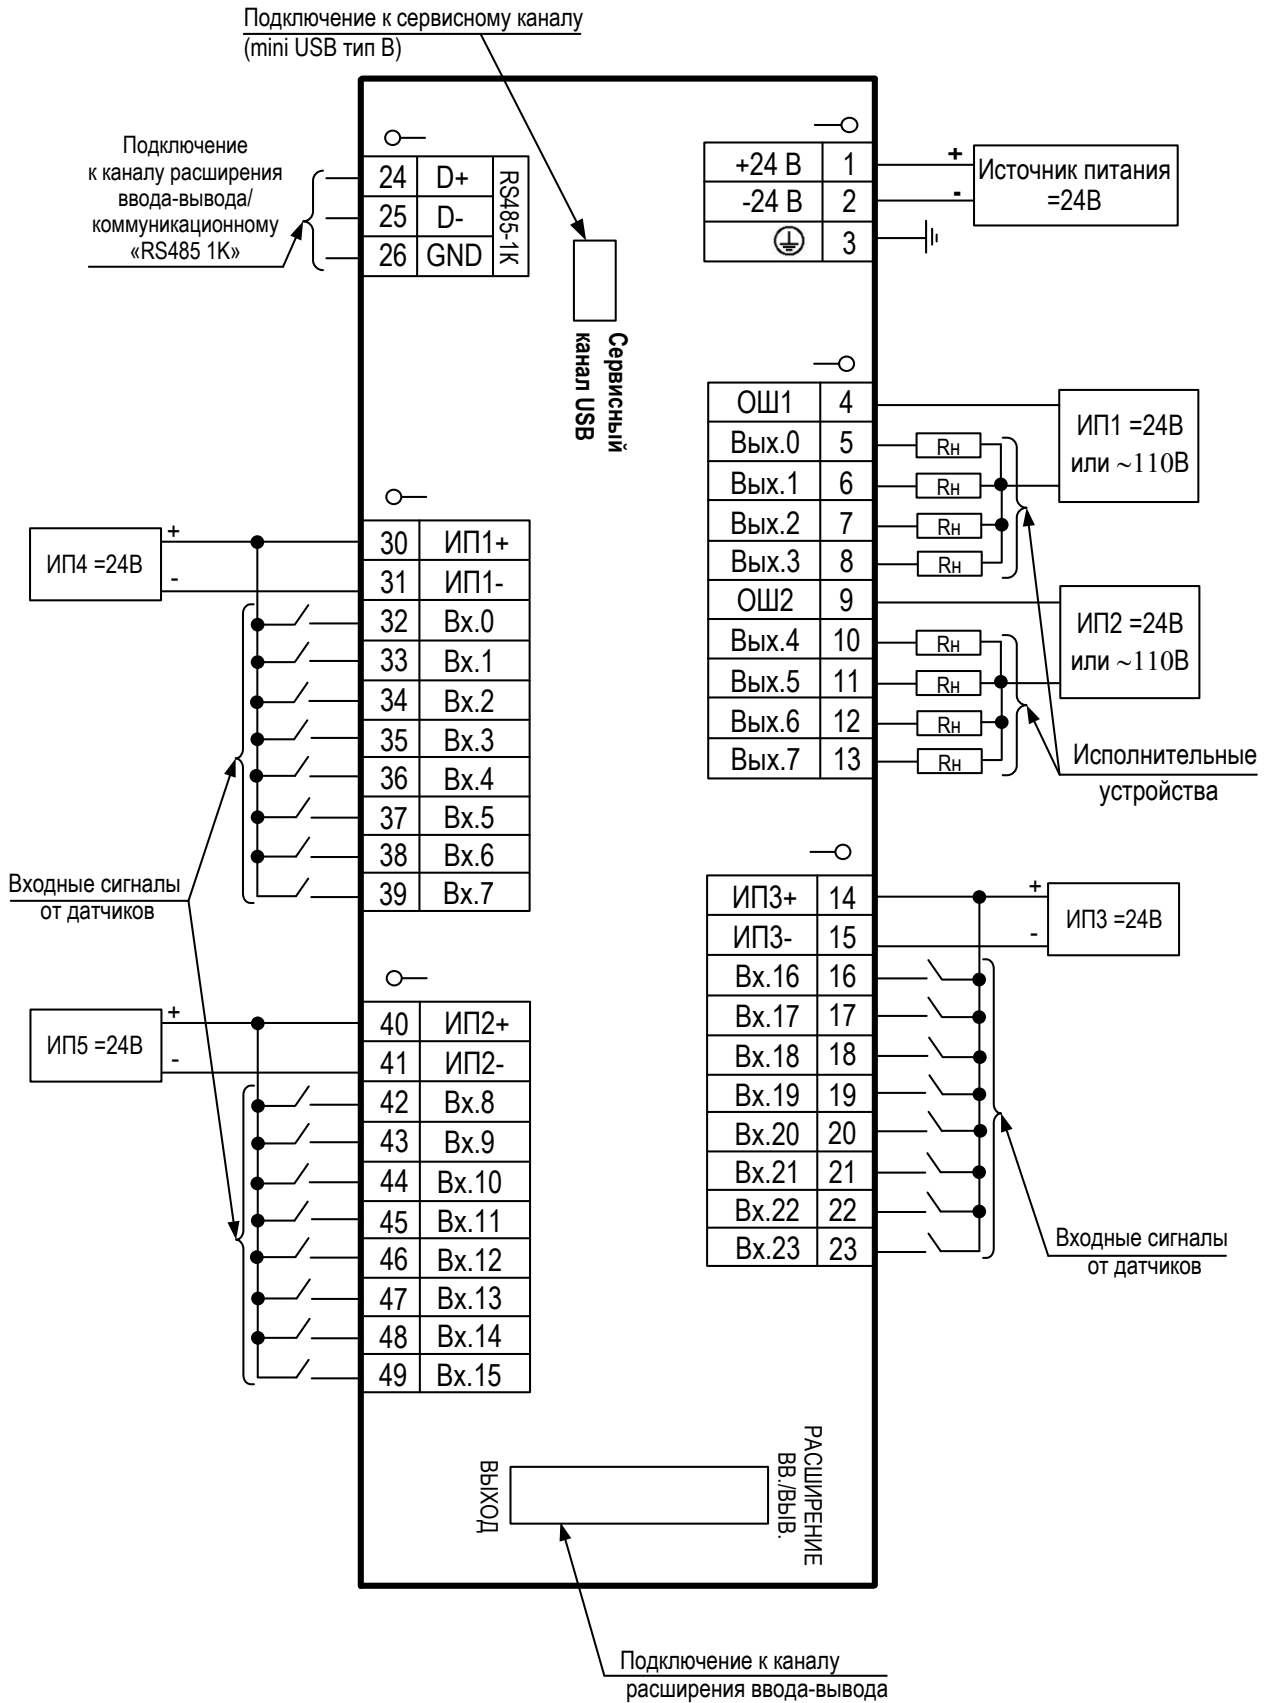 Подключение к сервисному каналу
(mini USB тип В)
Подключение
к каналу расширения
ввода-вывода/
коммуникационному
«RS485 1К»
24 D+
25 D-
26 GND
RS485-1К
Сервисный
канал USB
+24 В 1
-24 В 2
3
+
-
Источник питания
=24В
ОШ1 4
Вых.0 5
Вых.1 6
Вых.2 7
Вых.3 8
ОШ2 9
Вых.4 10
Вых.5 11
Вых.6 12
Вых.7 13
Rн
Rн
Rн
Rн
Rн
Rн
Rн
Rн
ИП1 =24В
или ~110В
ИП2 =24В
или ~110В
Исполнительные
устройства
ИП4 =24В
+
-
30 ИП1+
31 ИП1-
32 Вх.0
33 Вх.1
34 Вх.2
35 Вх.3
36 Вх.4
37 Вх.5
38 Вх.6
39 Вх.7
Входные сигналы
от датчиков
ИП5 =24В
+
-
40 ИП2+
41 ИП2-
42 Вх.8
43 Вх.9
44 Вх.10
45 Вх.11
46 Вх.12
47 Вх.13
48 Вх.14
49 Вх.15
ИП3+ 14
ИП3- 15
Вх.16 16
Вх.17 17
Вх.18 18
Вх.19 19
Вх.20 20
Вх.21 21
Вх.22 22
Вх.23 23
+
-
ИП3 =24В
Входные сигналы
от датчиков
ВЫХОД
РАСШИРЕНИЕ
ВВ./ВЫВ.
Подключение к каналу
расширения ввода-вывода